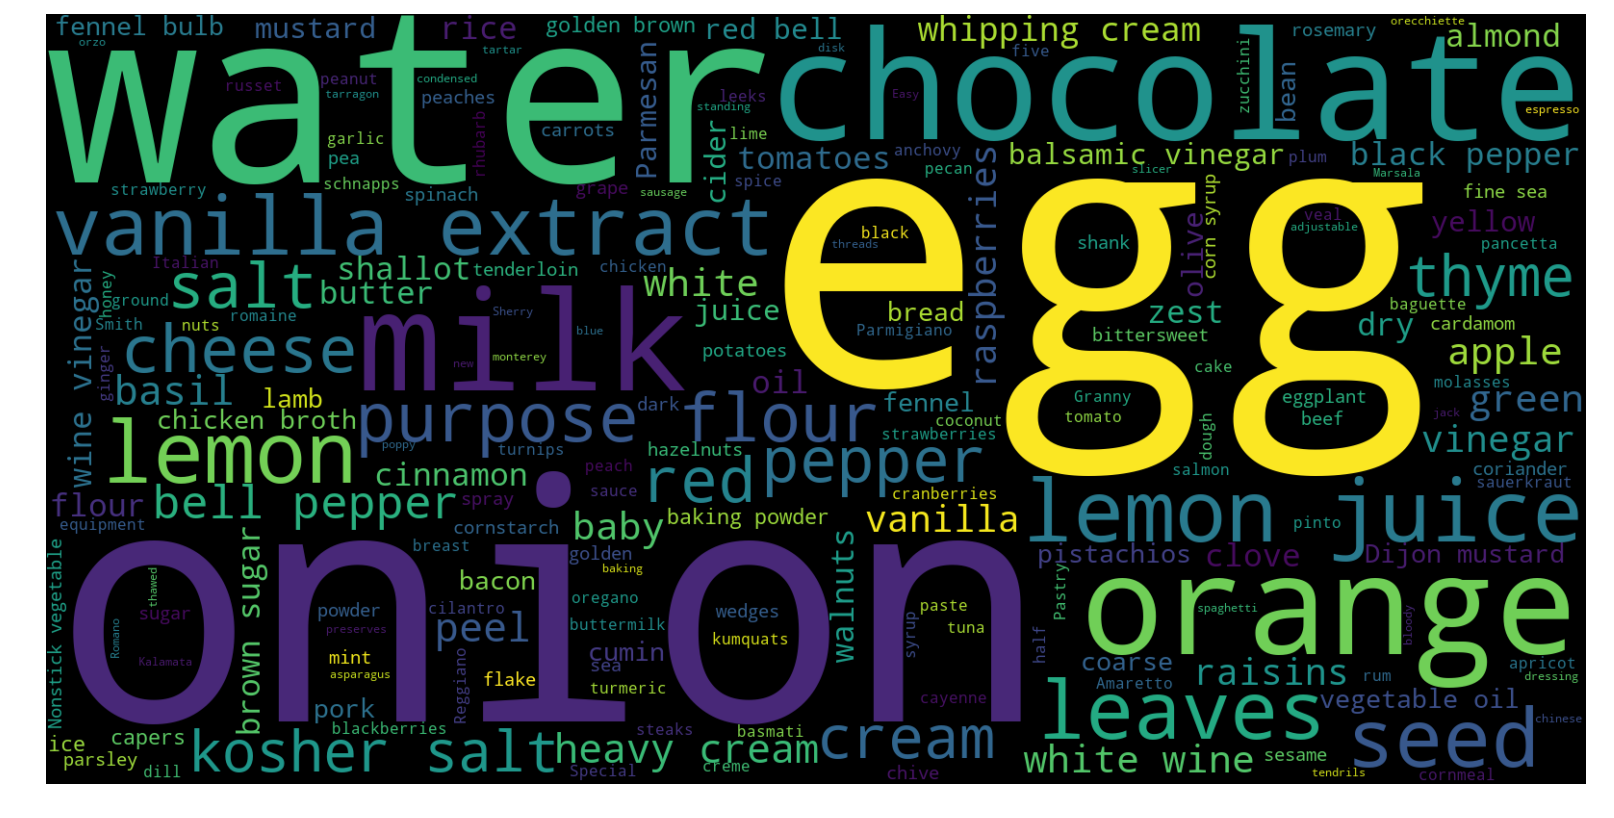 fennel bulb
mustard
rice
golden brown
red bell
whipping cream
orecchiette
rosemary
almond
orzo
tartar
disk
five
water
chocolate
russet
peanut
condensed
tarragon
peaches
Parmesan
leeks
standing
Easy
zucchini
bean
espresso
garlic
pea
rhubarb
carrots
cider
lime
tomatoes
anchovy
raspberries
balsamic vinegar
plum
black pepper
strawberry
schnapps
spinach
grape
sausage
spice
pecan
slicer
Marsala
fine sea
vanilla extract
egg
black
threads
shank
olive
corn syrup
veal
adjustable
yellow
pancetta
Italian
honey
ground
salt
shallot
tenderloin
butter
chicken
white
juice
bread
Parmigiano
zest
bittersweet
dry
thyme
baguette
cardamom
wine vinegar
Smith
nuts
romaine
cheese
milk
Sherry
blue
new
monterey
potatoes
cake
apple
ginger
basil
lamb
oil
Granny
tomato
eggplant
beef
molasses
jack
green
chicken broth
purpose flour
dark
fennel
coconut
strawberries
dough
vinegar
lemon
poppy
turnips
hazelnuts
pepper
salmon
coriander
sauerkraut
cinnamon
peach
spray
sauce
red
cranberries
flour
bell pepper
equipment
cornstarch
baby
baking powder
vanilla
lemon juice
pinto
Nonstick vegetable
brown sugar
breast
golden
baking
walnuts
pistachios
clove
Dijon mustard
onion
thawed
bacon
oregano
Pastry
orange
spaghetti
bloody
sugar
powder
cilantro
peel
buttermilk
wedges
kumquats
syrup
paste
tuna
Romano
preserves
Kalamata
mint
asparagus
Reggiano
flake
cumin
sea
turmeric
half
coarse
Amaretto
raisins
rum
apricot
dressing
cayenne
pork
blackberries
steaks
basmati
leaves
vegetable oil
chinese
seed
ice
capers
parsley
dill
kosher salt
heavy cream
Special
creme
cream
chive
white wine
sesame
tendrils
cornmeal